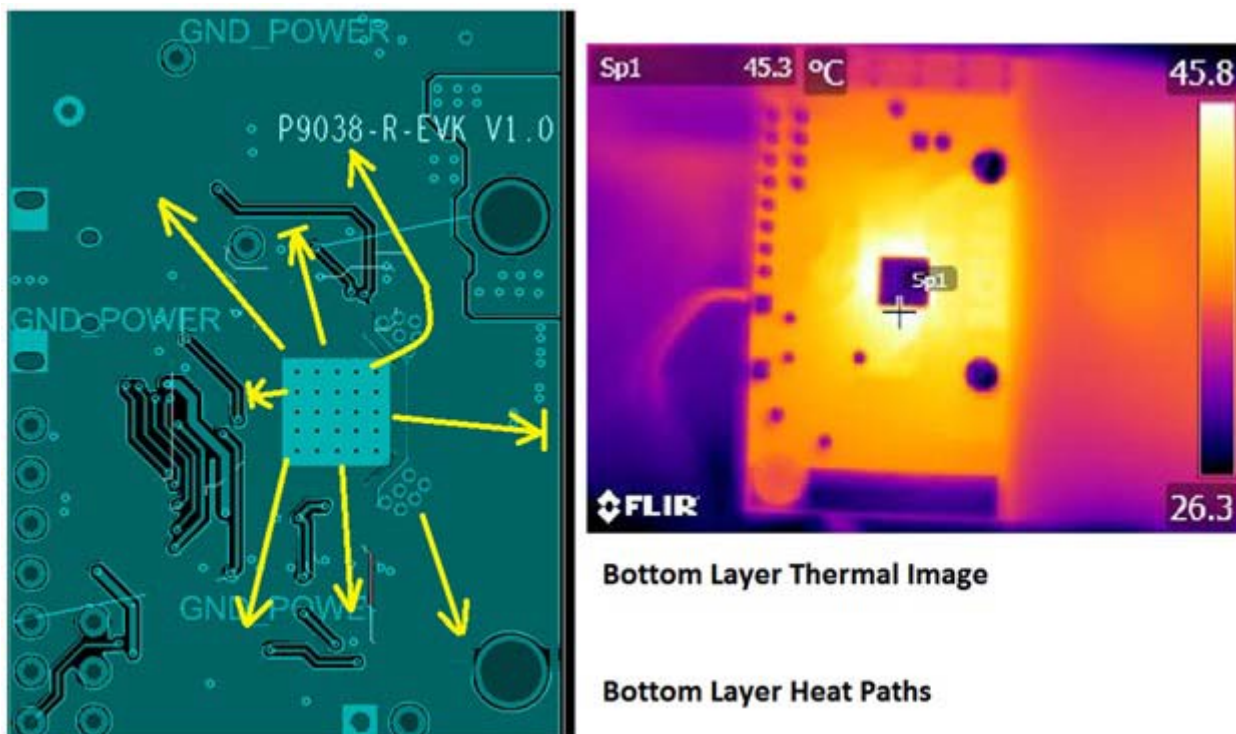 GND_POWER
P9038-R-EVK V1.0
GND_POWER
GND_POWE
Sp1 45.3 °C 45.8
Sp1
FLIR 26.3
Bottom Layer Thermal Image
Bottom Layer Heat Paths